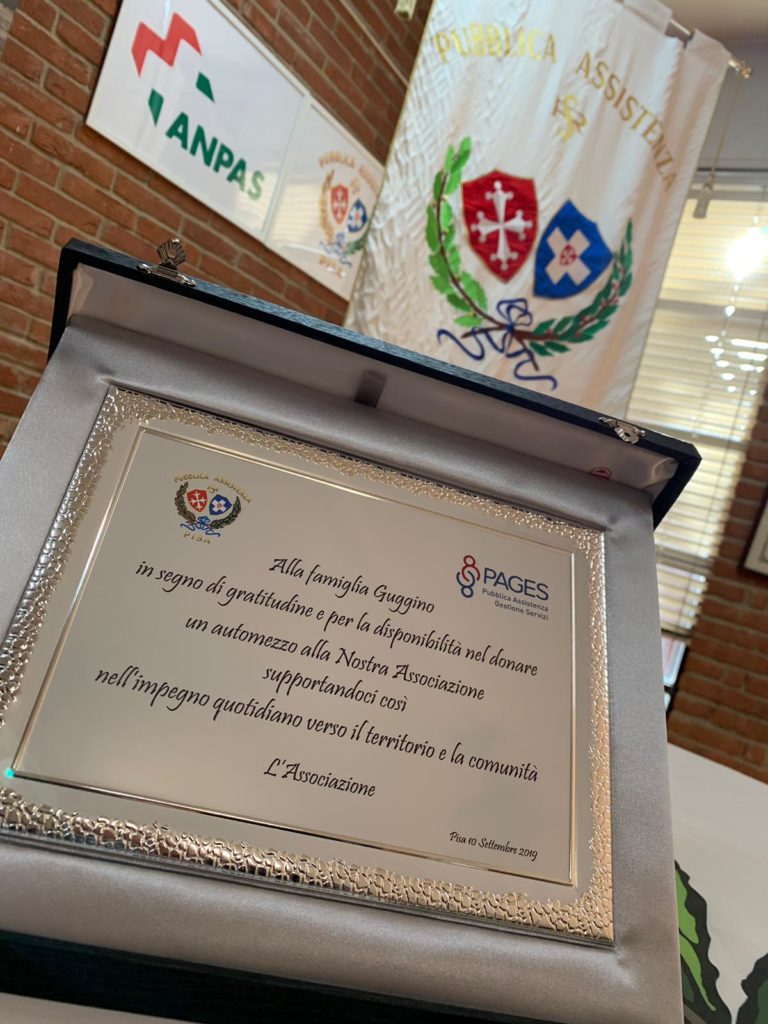 ANPAS
PUBBLICA ASSISTENZA
PUBBLICA ASSISTENZA
PISA
Alla famiglia Guggino
in segno di gratitudine e per la disponibilità nel donare
un automezzo alla Nostra Associazione
supportandoci così
nell'impegno quotidiano verso il territorio e la comunità
L'Associazione
Pisa 10 Settembre 2019
PAGES
Pubblica Assistenza
Gestione Servizi